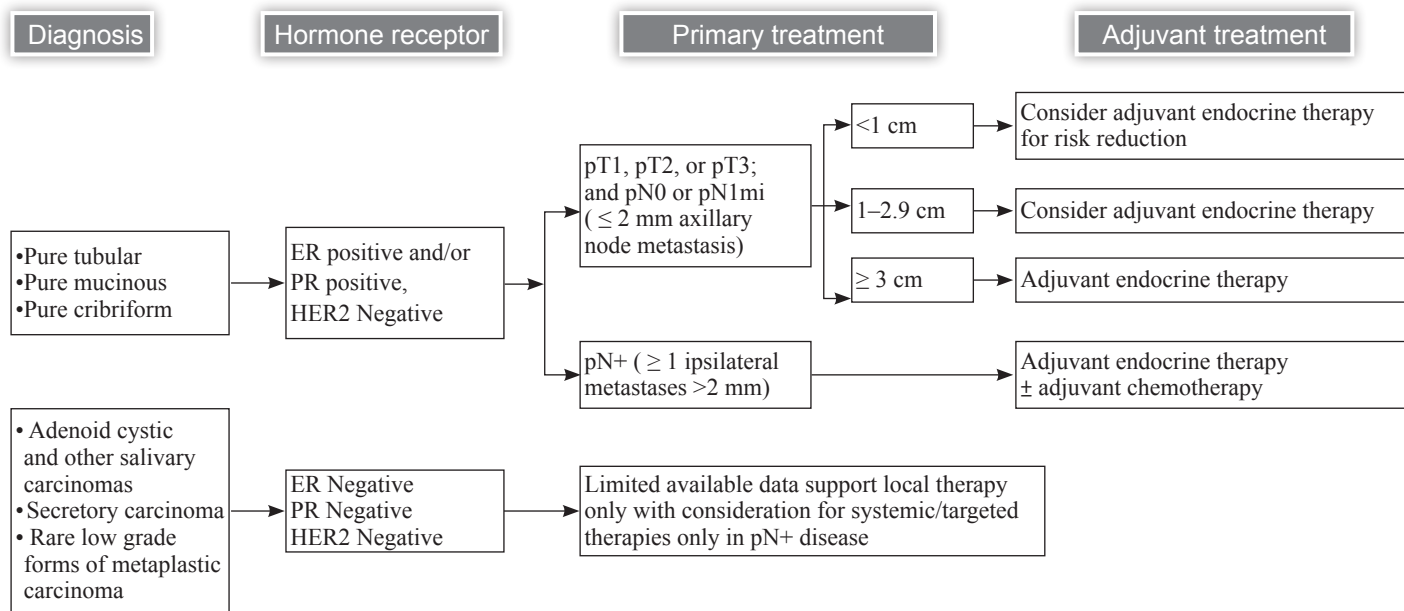 Diagnosis
Hormone receptor
Primary treatment
Adjuvant treatment
•Pure tubular
•Pure mucinous
•Pure cribriform
ER positive and/or
PR positive,
HER2 Negative
pT1, pT2, or pT3;
and pN0 or pN1mi
( ≤ 2 mm axillary
node metastasis)
<1 cm
Consider adjuvant endocrine therapy
for risk reduction
1–2.9 cm
Consider adjuvant endocrine therapy
≥ 3 cm
Adjuvant endocrine therapy
pN+ ( ≥ 1 ipsilateral
metastases >2 mm)
Adjuvant endocrine therapy
± adjuvant chemotherapy
• Adenoid cystic
and other salivary
carcinomas
• Secretory carcinoma
• Rare low grade
forms of metaplastic
carcinoma
ER Negative
PR Negative
HER2 Negative
Limited available data support local therapy
only with consideration for systemic/targeted
therapies only in pN+ disease